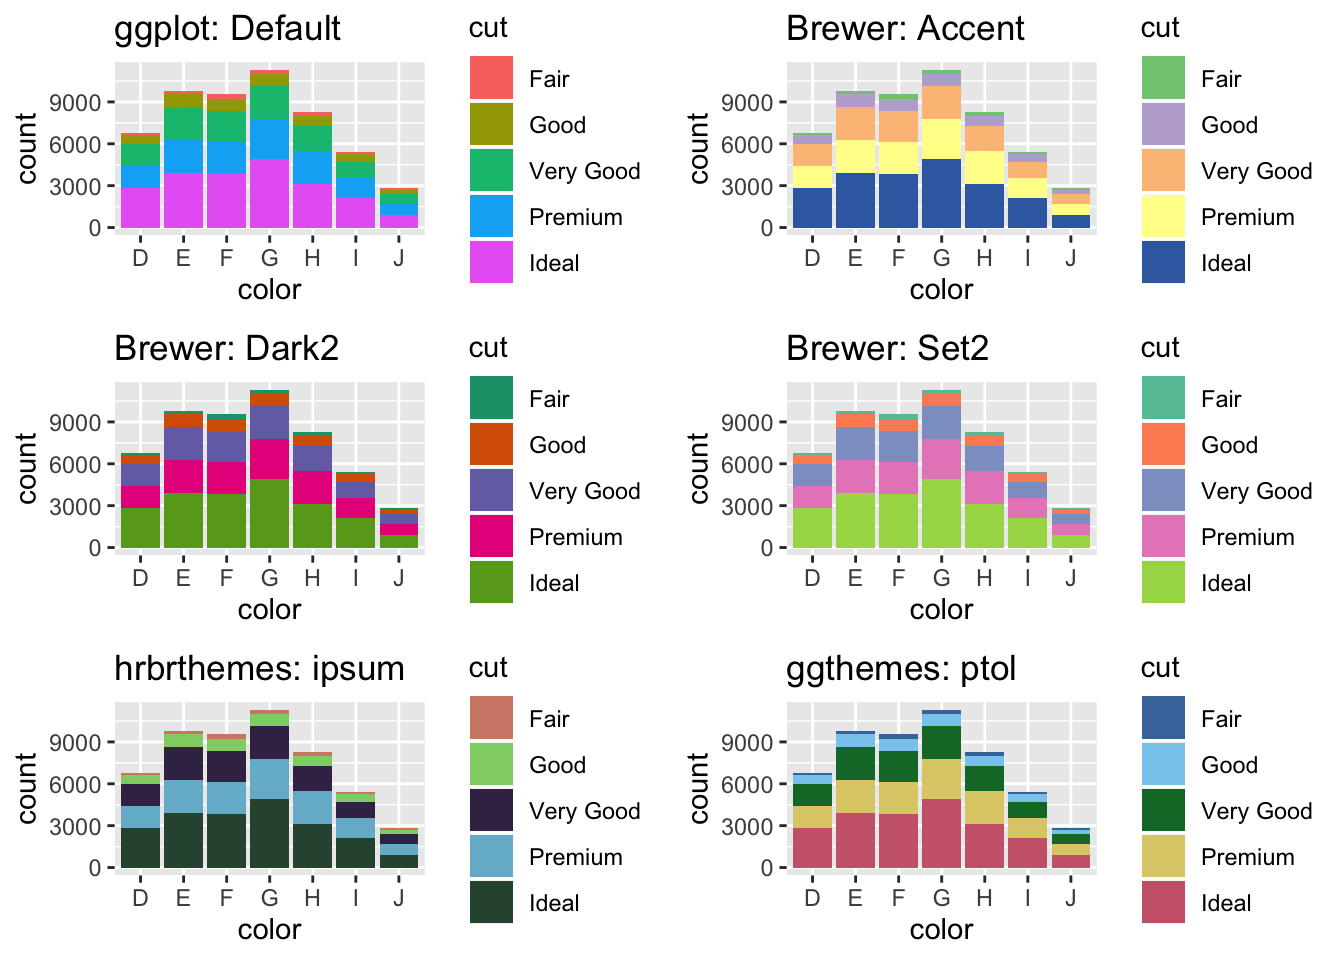 ggplot: Default
cut
Fair
Good
Very Good
Premium
Ideal
count
9000
6000
3000
0
D E F G H I J
color
Brewer: Accent
cut
Fair
Good
Very Good
Premium
Ideal
count
9000
6000
3000
0
D E F G H I J
color
Brewer: Dark2
cut
Fair
Good
Very Good
Premium
Ideal
count
9000
6000
3000
0
D E F G H I J
color
Brewer: Set2
cut
Fair
Good
Very Good
Premium
Ideal
count
9000
6000
3000
0
D E F G H I J
color
hrbrthemes: ipsum
cut
Fair
Good
Very Good
Premium
Ideal
count
9000
6000
3000
0
D E F G H I J
color
ggthemes: ptol
cut
Fair
Good
Very Good
Premium
Ideal
count
9000
6000
3000
0
D E F G H I J
color